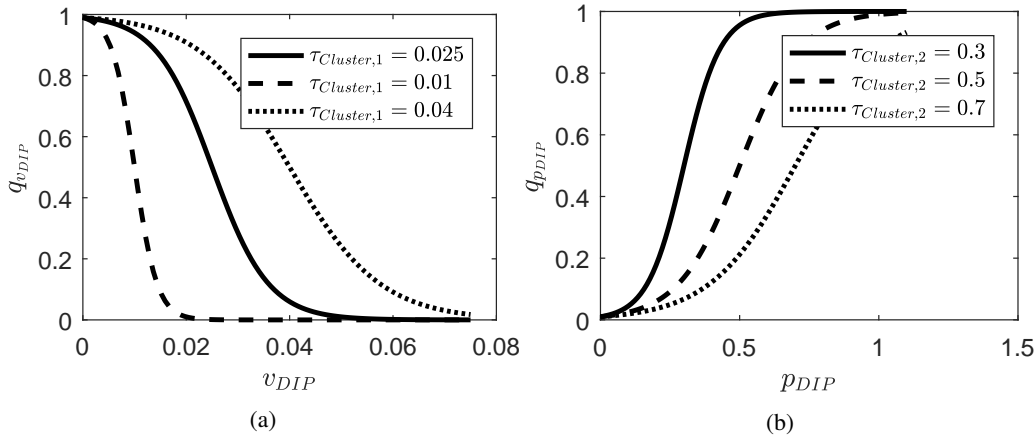 1
0.8
0.6
0.4
0.2
0
q_{v_{DIP}}
0
0.02
0.04
0.06
0.08
v_{DIP}
τ_{Cluster,1} = 0.025
τ_{Cluster,1} = 0.01
τ_{Cluster,1} = 0.04
(a)
1
0.8
0.6
0.4
0.2
0
q_{p_{DIP}}
0
0.5
1
1.5
p_{DIP}
τ_{Cluster,2} = 0.3
τ_{Cluster,2} = 0.5
τ_{Cluster,2} = 0.7
(b)